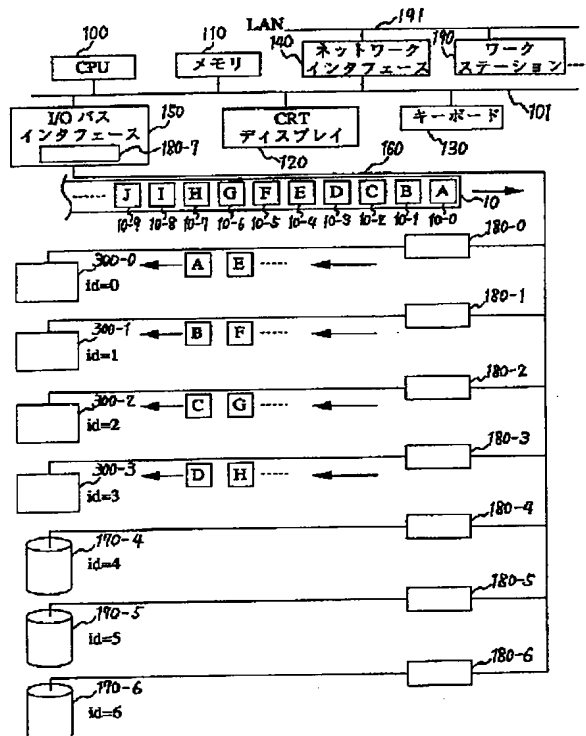 LAN 191
100 110 140 190
CPU メモリ ネットワーク ワーク
インタフェース ステーション
150 101
I/O バス CRT キーボード
インタフェース ディスプレイ
180-7 120 130
160
J I H G F E D C B A 10
10-9 10-8 10-7 10-6 10-5 10-4 10-3 10-2 10-1 10-0
180-0
300-0 A E
id=0
180-1
300-1 B F
id=1
180-2
300-2 C G
id=2
180-3
300-3 D H
id=3
180-4
170-4
id=4
180-5
170-5
id=5
180-6
170-6
id=6